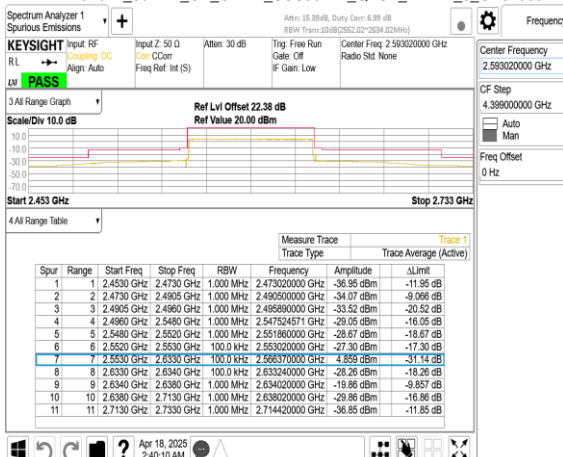 Spectrum Analyzer 1
Spurious Emissions
Attn: 15.39dB, Duty Corr: 6.99 dB
RBW Trans:10dB(2552.02~2634.02MHz)
Frequency
KEYSIGHT
RL
PASS
Input: RF
Coupling: DC
Align: Auto
Input Z: 50 Ω
Corr CCorr
Freq Ref: Int (S)
Atten: 30 dB
Trig: Free Run
Gate: Off
IF Gain: Low
Center Freq: 2.593020000 GHz
Radio Std: None
Center Frequency
2.593020000 GHz
CF Step
4.399000000 GHz
Auto
Man
Freq Offset
0 Hz
3 All Range Graph
Scale/Div 10.0 dB
Ref Lvl Offset 22.38 dB
Ref Value 20.00 dBm
10.0
-10.0
-30.0
-50.0
-70.0
Start 2.453 GHz
Stop 2.733 GHz
4 All Range Table
Measure Trace Trace 1
Trace Type Trace Average (Active)
Spur Range Start Freq Stop Freq RBW Frequency Amplitude ΔLimit
1 1 2.4530 GHz 2.4730 GHz 1.000 MHz 2.473020000 GHz -36.95 dBm -11.95 dB
2 2 2.4730 GHz 2.4905 GHz 1.000 MHz 2.490500000 GHz -34.07 dBm -9.066 dB
3 3 2.4905 GHz 2.4960 GHz 1.000 MHz 2.495890000 GHz -33.52 dBm -20.52 dB
4 4 2.4960 GHz 2.5480 GHz 1.000 MHz 2.547524571 GHz -29.05 dBm -16.05 dB
5 5 2.5480 GHz 2.5520 GHz 1.000 MHz 2.551860000 GHz -28.67 dBm -18.67 dB
6 6 2.5520 GHz 2.5530 GHz 100.0 kHz 2.553020000 GHz -27.30 dBm -17.30 dB
7 7 2.5530 GHz 2.6330 GHz 100.0 kHz 2.566370000 GHz 4.859 dBm -31.14 dB
8 8 2.6330 GHz 2.6340 GHz 100.0 kHz 2.633240000 GHz -28.26 dBm -18.26 dB
9 9 2.6340 GHz 2.6380 GHz 1.000 MHz 2.634020000 GHz -19.86 dBm -9.857 dB
10 10 2.6380 GHz 2.7130 GHz 1.000 MHz 2.638020000 GHz -29.86 dBm -16.86 dB
11 11 2.7130 GHz 2.7330 GHz 1.000 MHz 2.714420000 GHz -36.85 dBm -11.85 dB
Apr 18, 2025
2:40:10 AM